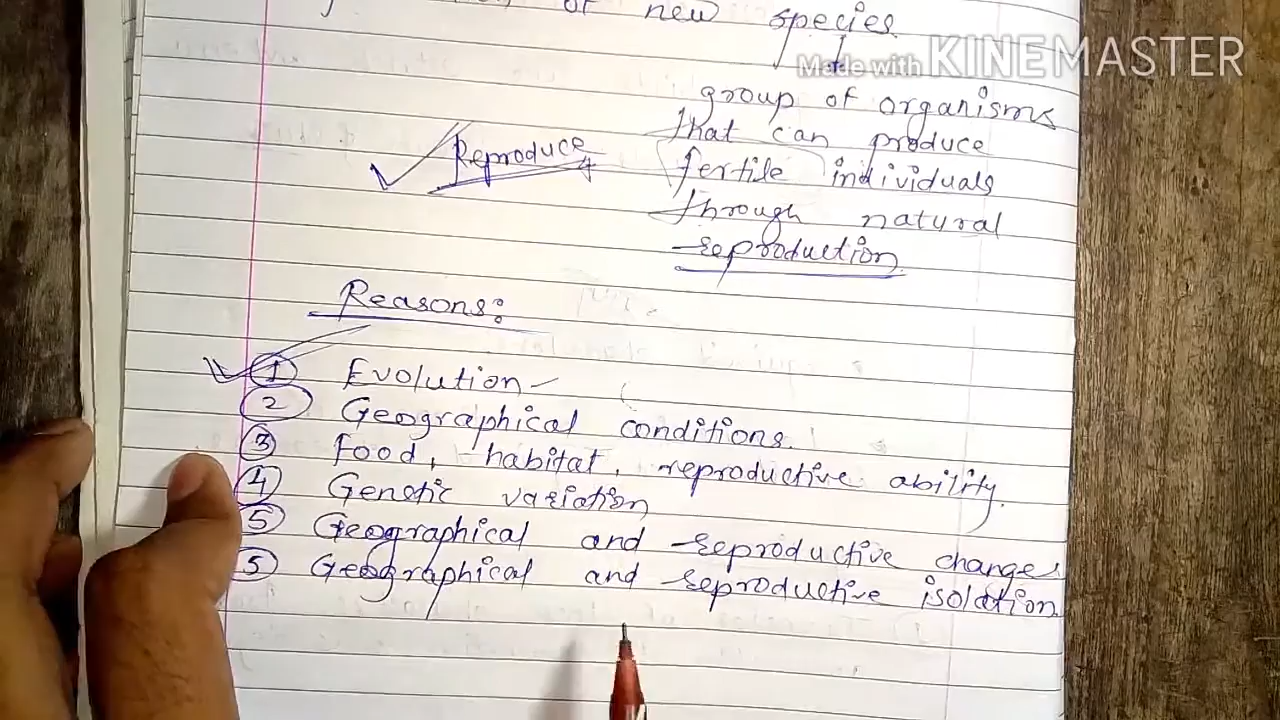 of new species
Made with KINEMASTER
group of organisms
that can produce
Reproduce
fertile individuals
through natural
reproduction.
Reasons:
1 Evolution -
2 Geographical conditions.
3 Food, habitat, reproductive ability.
4 Genetic variation
5 Geographical and reproductive changes
5 Geographical and reproductive isolation